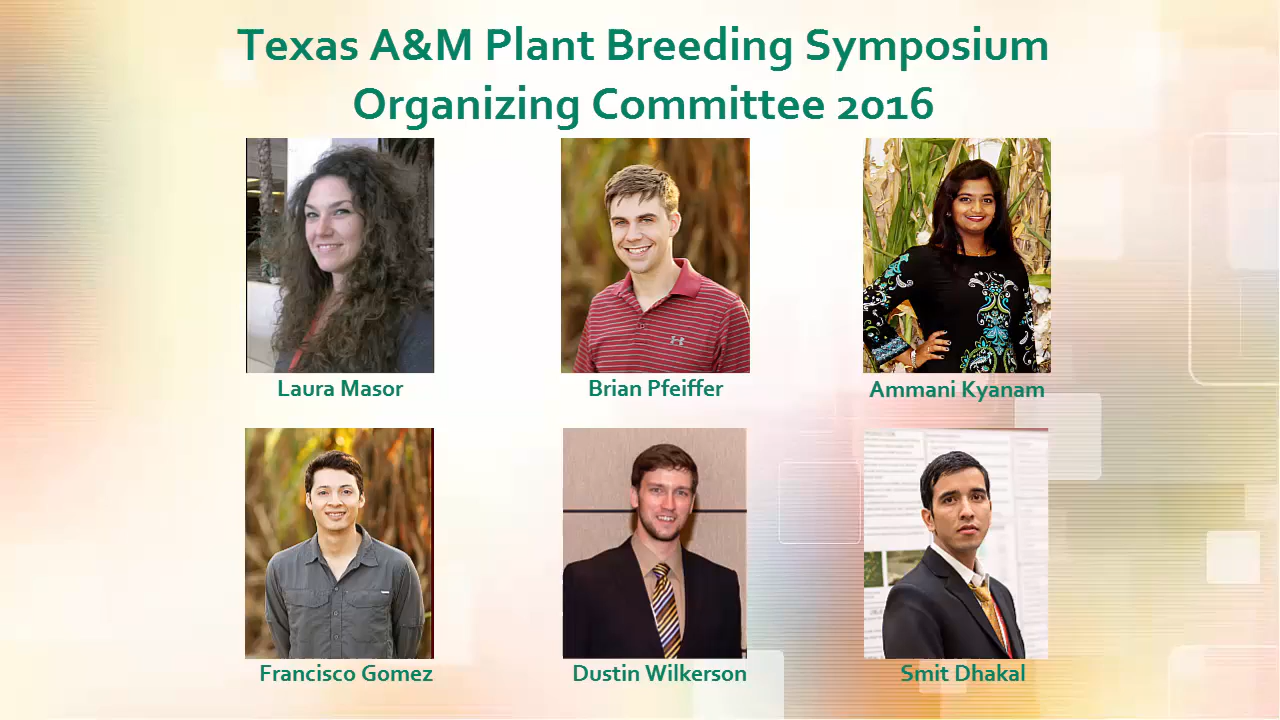 Texas A&M Plant Breeding Symposium
Organizing Committee 2016
Laura Masor
Brian Pfeiffer
Ammani Kyanam
Francisco Gomez
Dustin Wilkerson
Smit Dhakal